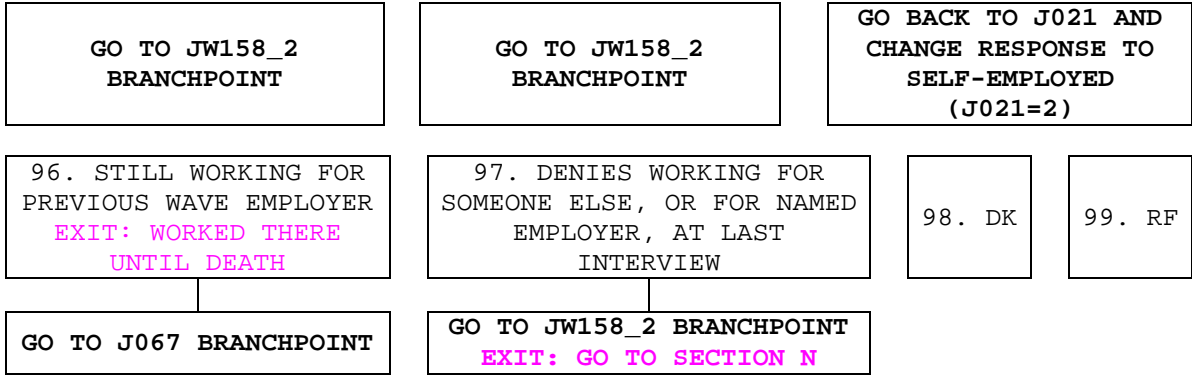 GO TO JW158_2
BRANCHPOINT
GO TO JW158_2
BRANCHPOINT
GO BACK TO J021 AND
CHANGE RESPONSE TO
SELF-EMPLOYED
(J021=2)
96. STILL WORKING FOR
PREVIOUS WAVE EMPLOYER
EXIT: WORKED THERE
UNTIL DEATH
97. DENIES WORKING FOR
SOMEONE ELSE, OR FOR NAMED
EMPLOYER, AT LAST
INTERVIEW
98. DK
99. RF
GO TO J067 BRANCHPOINT
GO TO JW158_2 BRANCHPOINT
EXIT: GO TO SECTION N